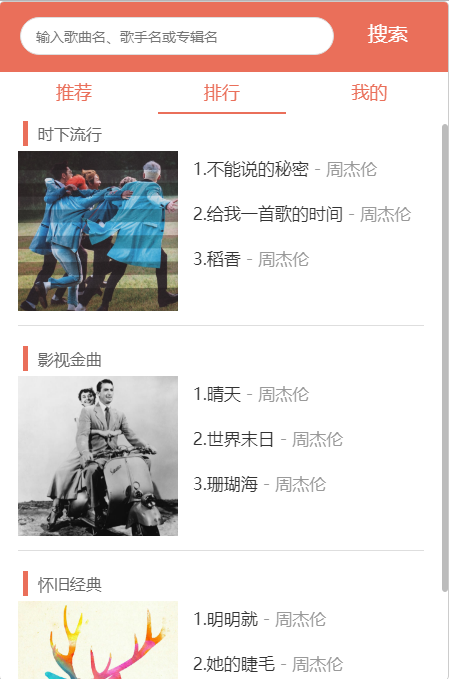 输入歌曲名、歌手名或专辑名
搜索
推荐
排行
我的
时下流行
1.不能说的秘密 - 周杰伦
2.给我一首歌的时间 - 周杰伦
3.稻香 - 周杰伦
影视金曲
1.晴天 - 周杰伦
2.世界末日 - 周杰伦
3.珊瑚海 - 周杰伦
怀旧经典
1.明明就 - 周杰伦
2.她的睫毛 - 周杰伦